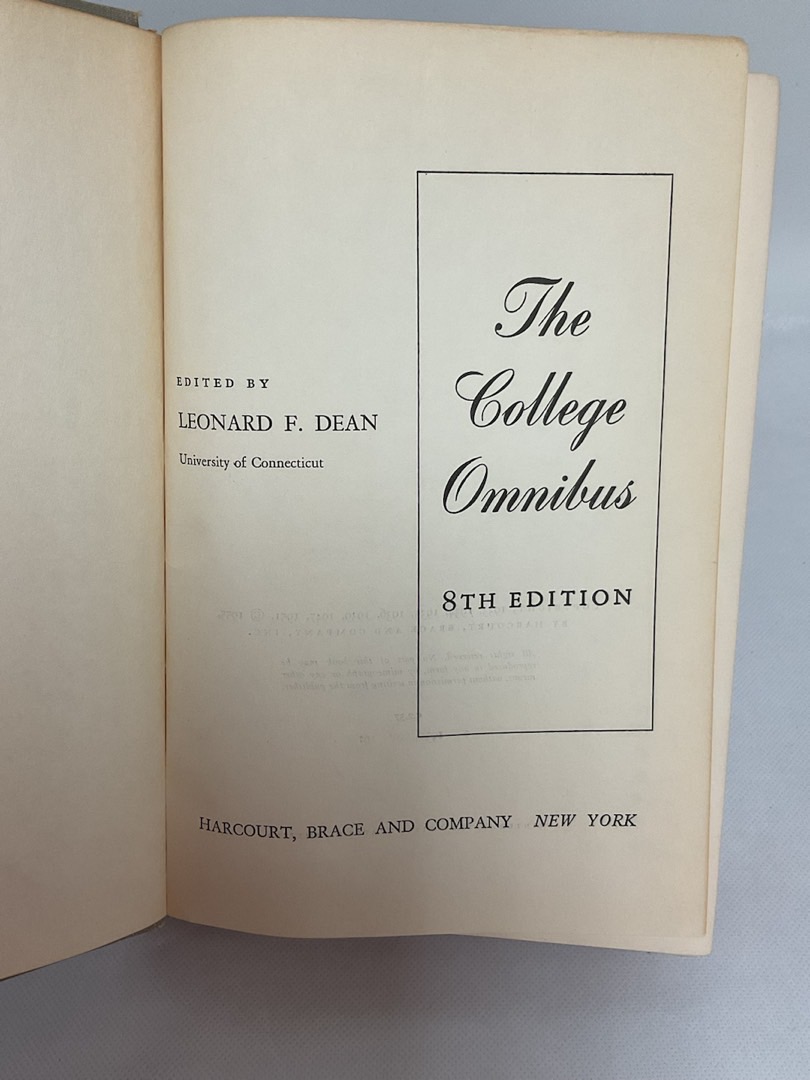 EDITED BY
LEONARD F. DEAN
University of Connecticut
The
College
Omnibus
8TH EDITION
HARCOURT, BRACE AND COMPANY NEW YORK